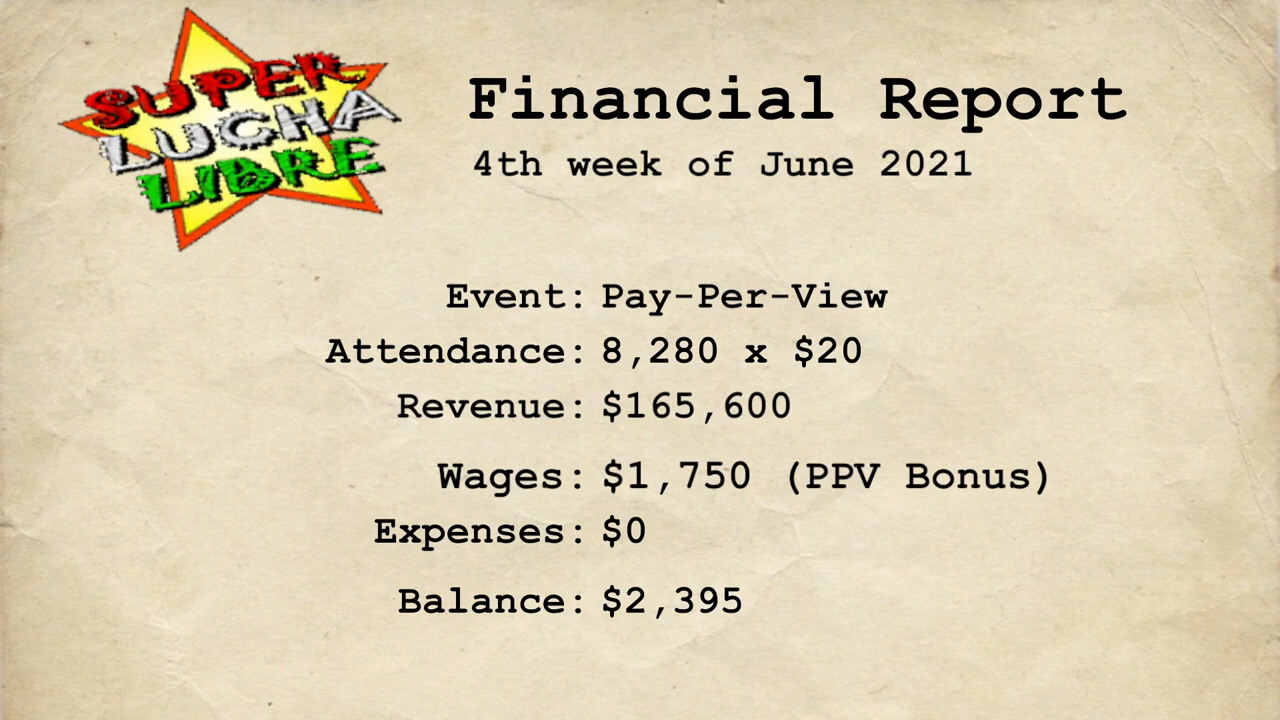 SUPER
LUCHA
LIBRE
Financial Report
4th week of June 2021
Event: Pay-Per-View
Attendance: 8,280 x $20
Revenue: $165,600
Wages: $1,750 (PPV Bonus)
Expenses: $0
Balance: $2,395